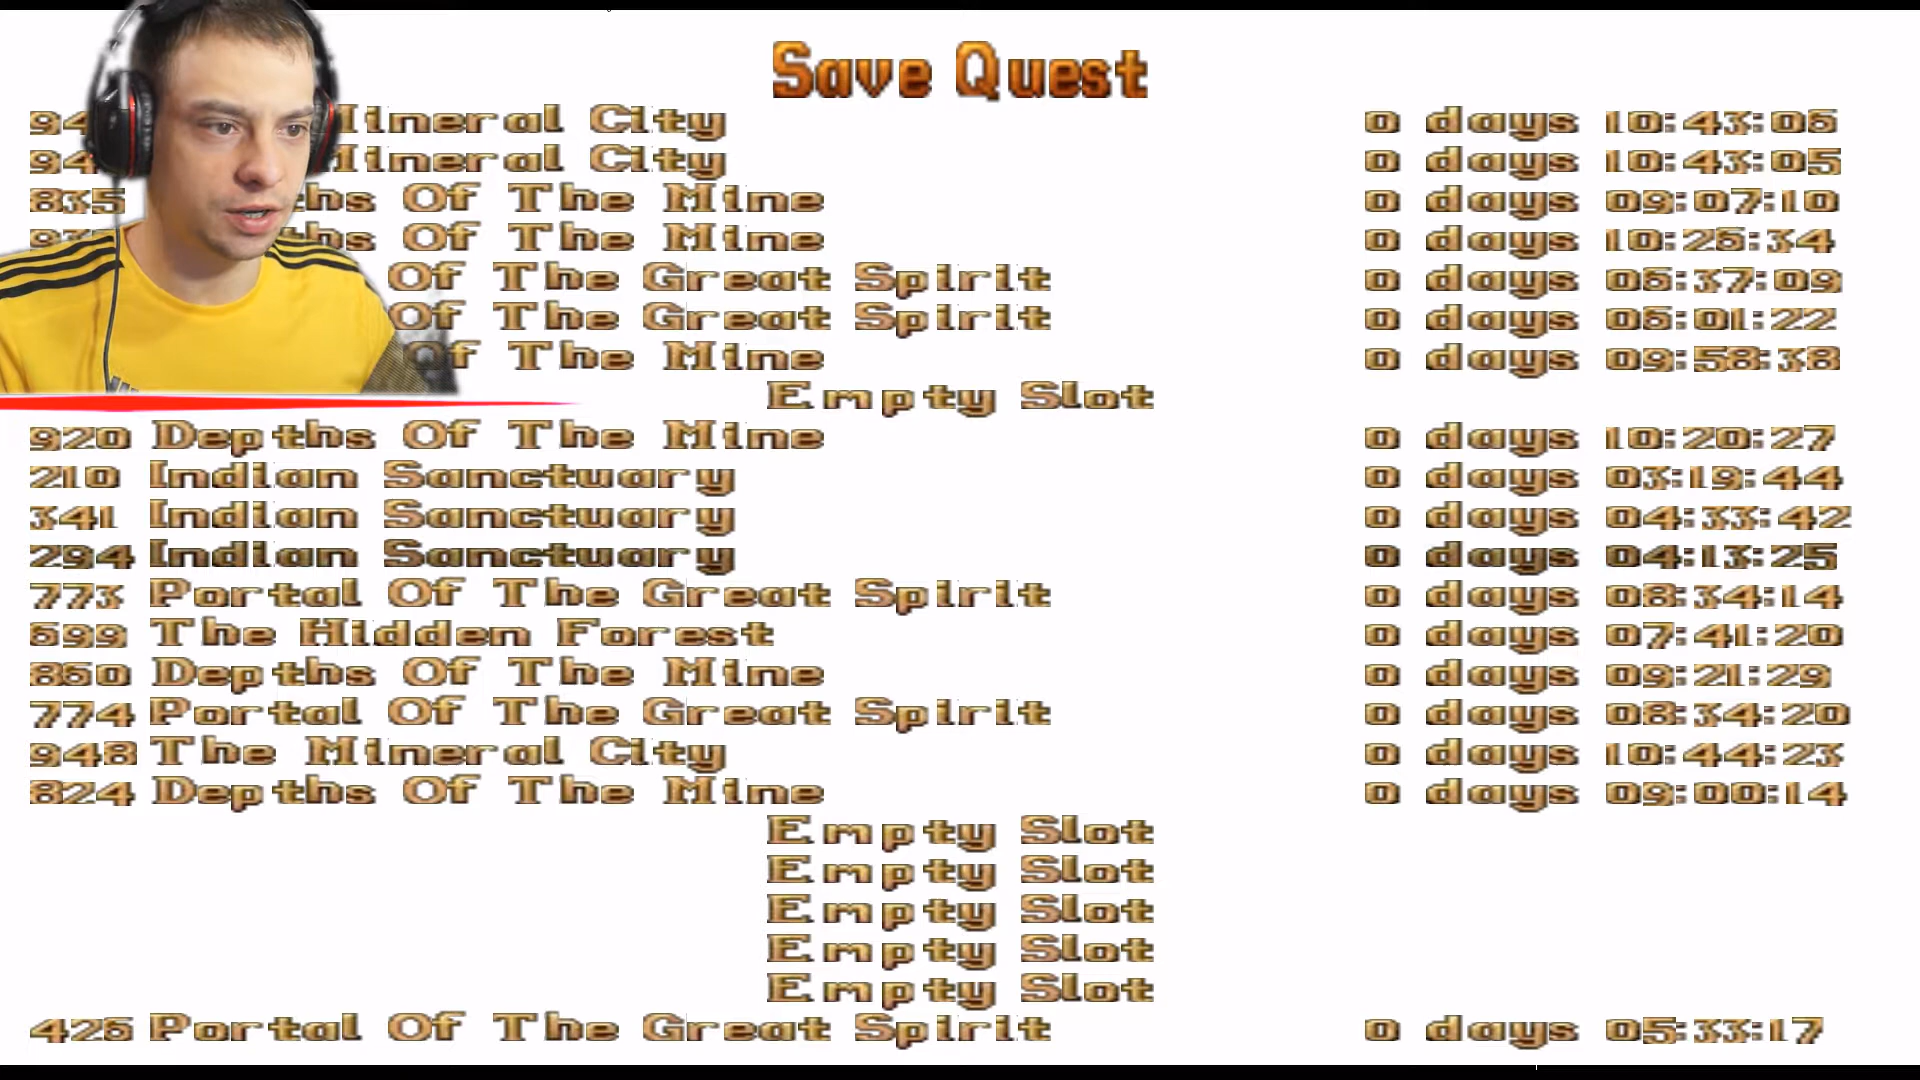 Save Quest
Mineral City 0 days 10:43:06
Mineral City 0 days 10:43:05
835 Of The Mine 0 days 09:07:10
Of The Mine 0 days 10:26:34
Of The Great Spirit 0 days 06:37:09
Of The Great Spirit 0 days 06:01:22
Of The Mine 0 days 09:58:38
Empty Slot
920 Depths Of The Mine 0 days 10:20:27
210 Indian Sanctuary 0 days 03:19:44
341 Indian Sanctuary 0 days 04:33:42
294 Indian Sanctuary 0 days 04:13:25
773 Portal Of The Great Spirit 0 days 08:34:14
699 The Hidden Forest 0 days 07:41:20
860 Depths Of The Mine 0 days 09:21:29
774 Portal Of The Great Spirit 0 days 08:34:20
948 The Mineral City 0 days 10:44:23
824 Depths Of The Mine 0 days 09:00:14
Empty Slot
Empty Slot
Empty Slot
Empty Slot
Empty Slot
426 Portal Of The Great Spirit 0 days 05:33:17